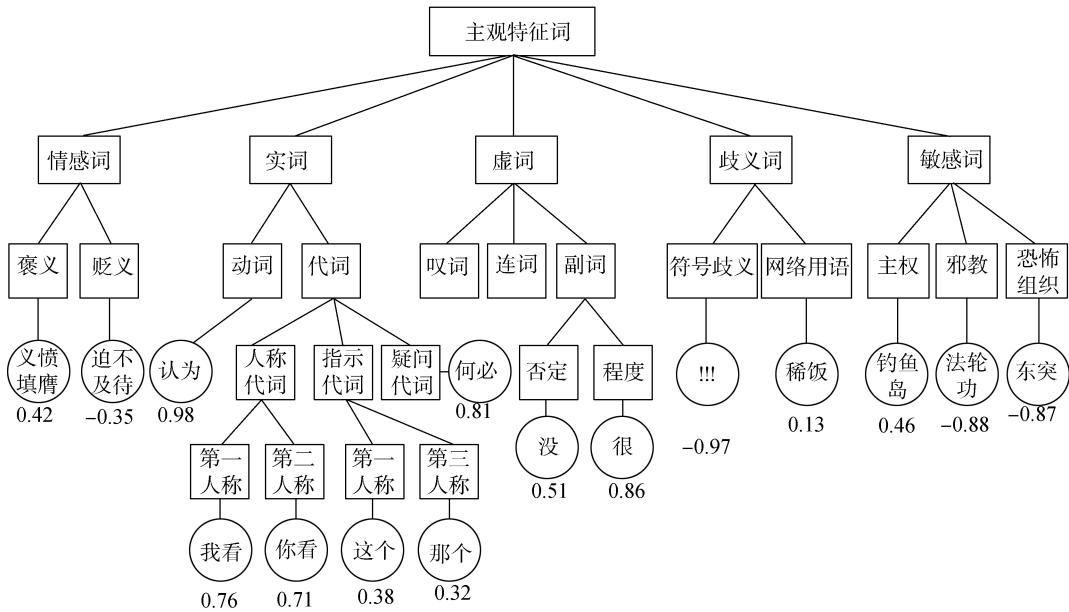 主观特征词
情感词
实词
虚词
歧义词
敏感词
褒义
贬义
动词
代词
叹词
连词
副词
符号歧义
网络用语
主权
邪教
恐怖
组织
义愤
填膺
0.42
迫不
及待
-0.35
认为
0.98
人称
代词
指示
代词
疑问
代词
何必
0.81
否定
程度
!!!
-0.97
稀饭
0.13
钓鱼
岛
0.46
法轮
功
-0.88
东突
-0.87
没
0.51
很
0.86
第一
人称
第二
人称
第一
人称
第三
人称
我看
0.76
你看
0.71
这个
0.38
那个
0.32